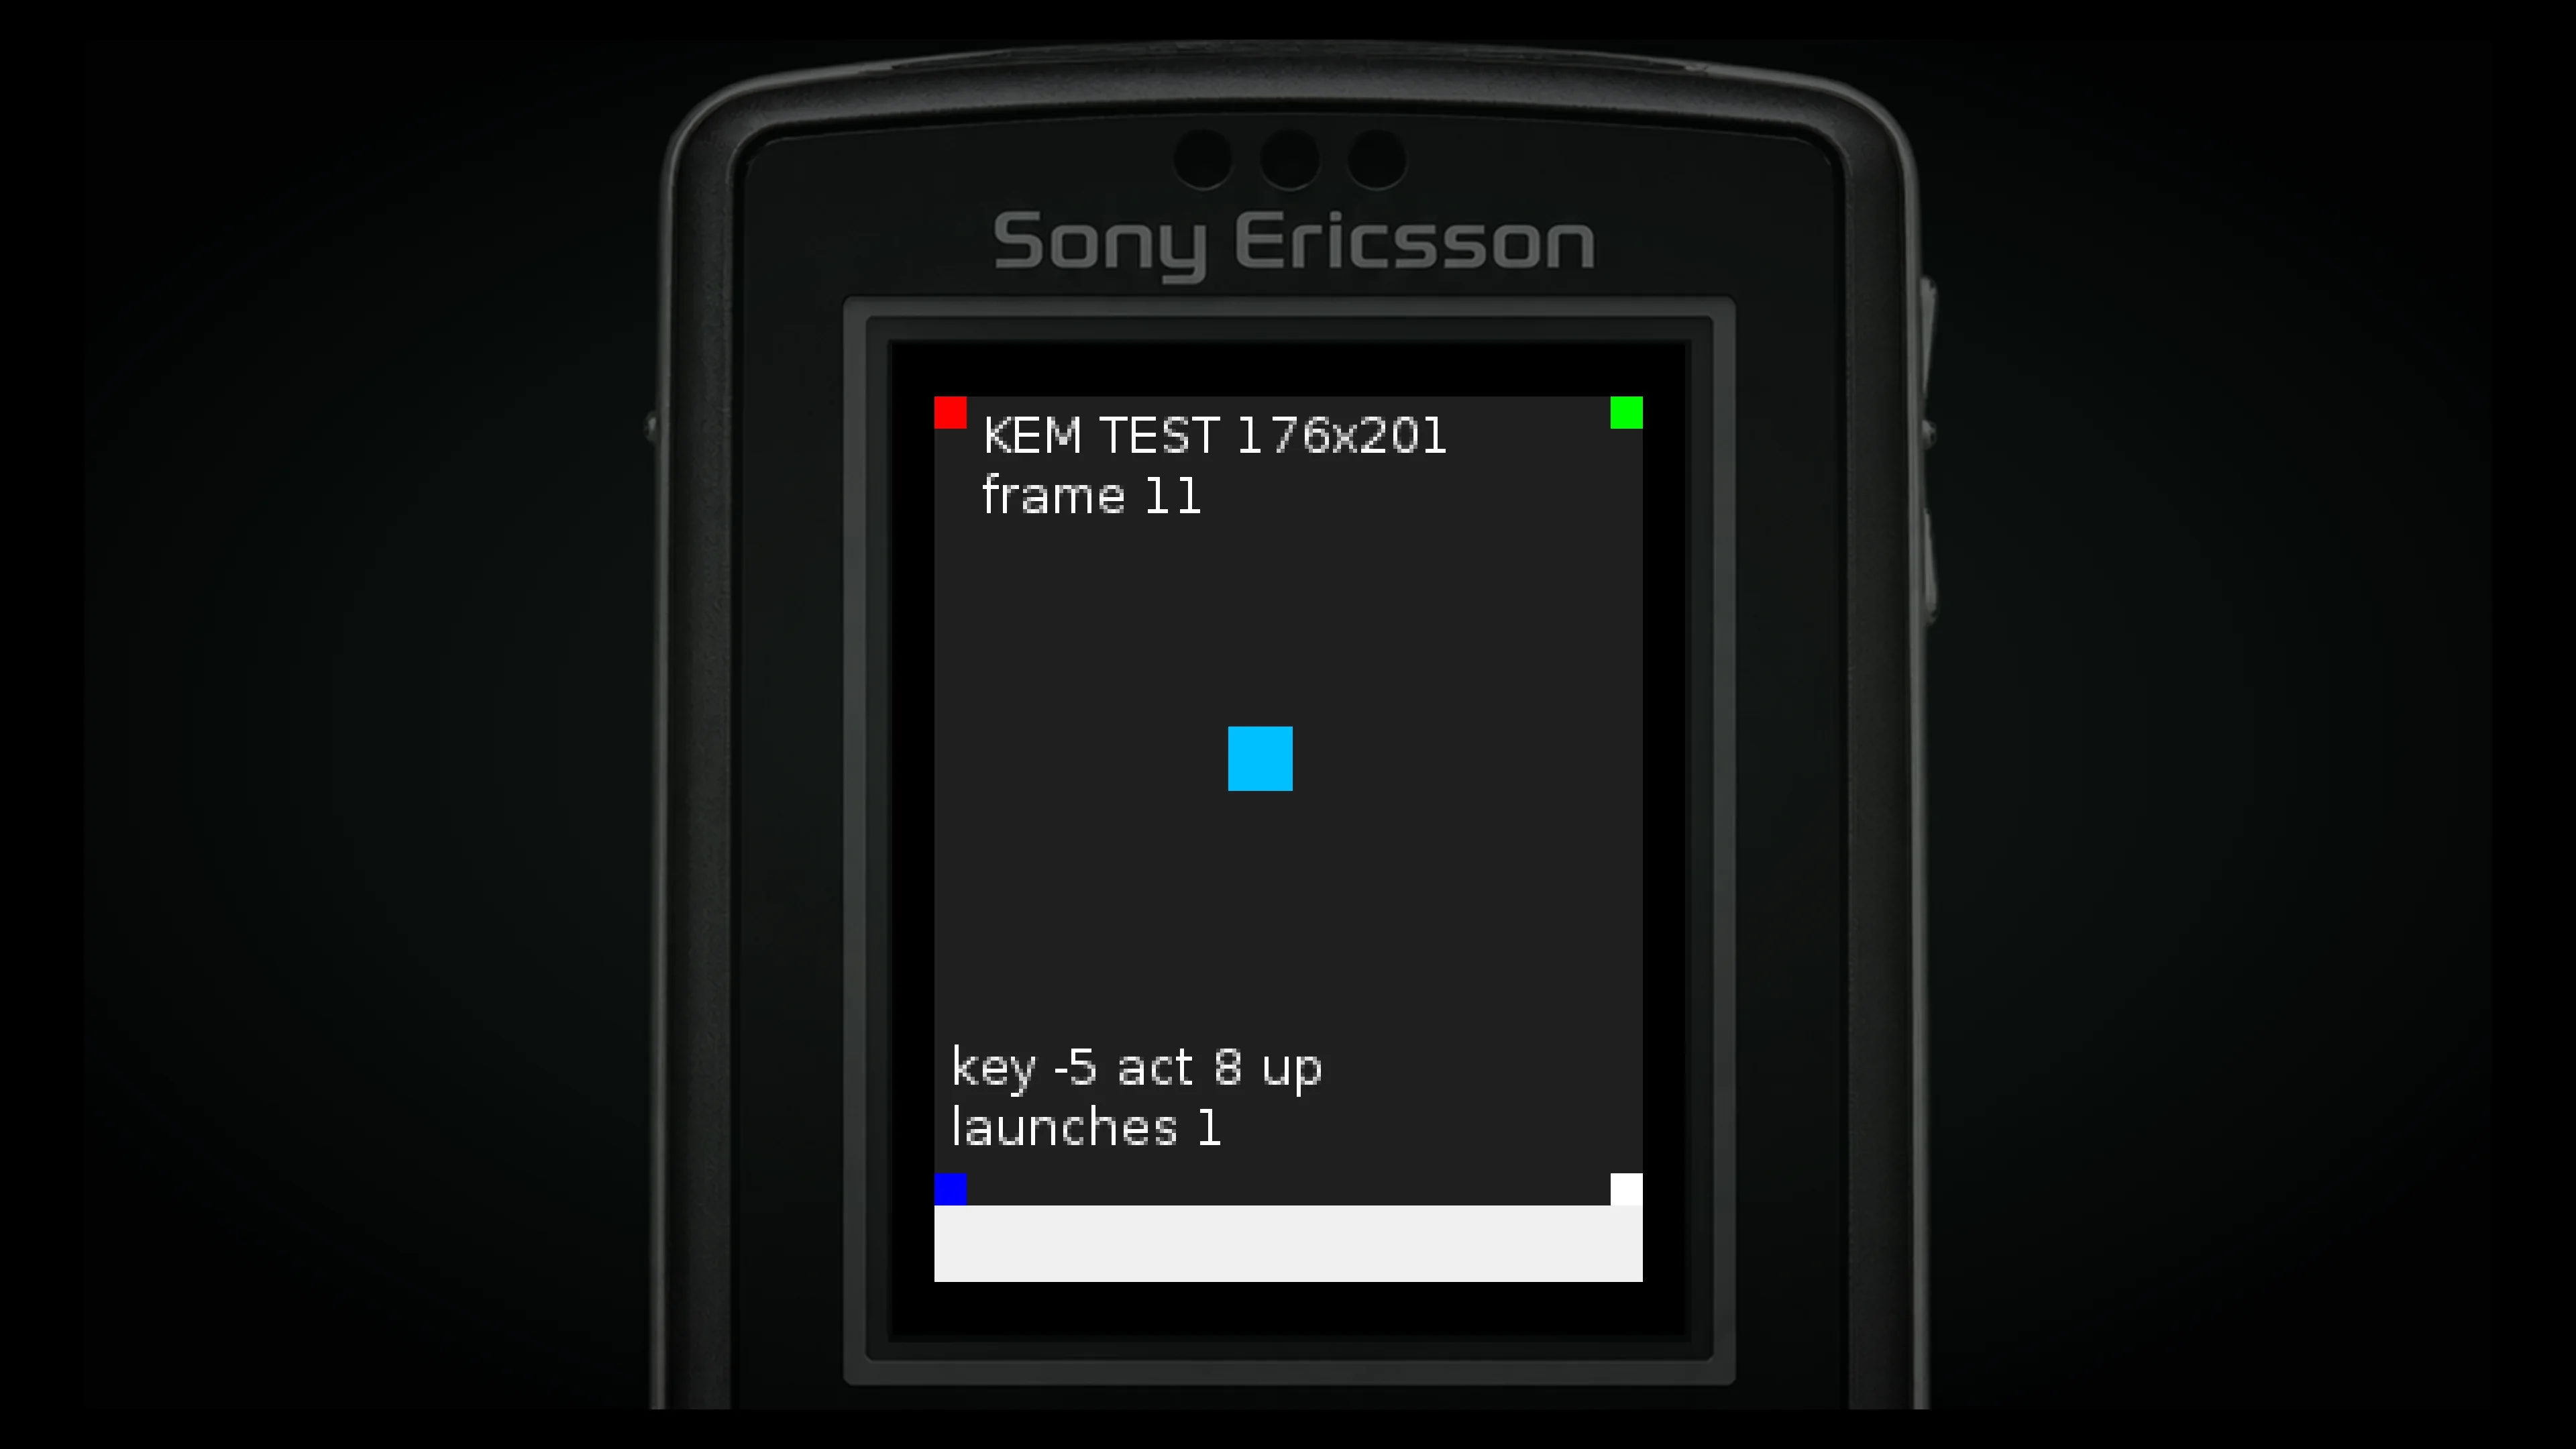 Sony Ericsson
KEM TEST 176x201
frame 11
key -5 act 8 up
launches 1